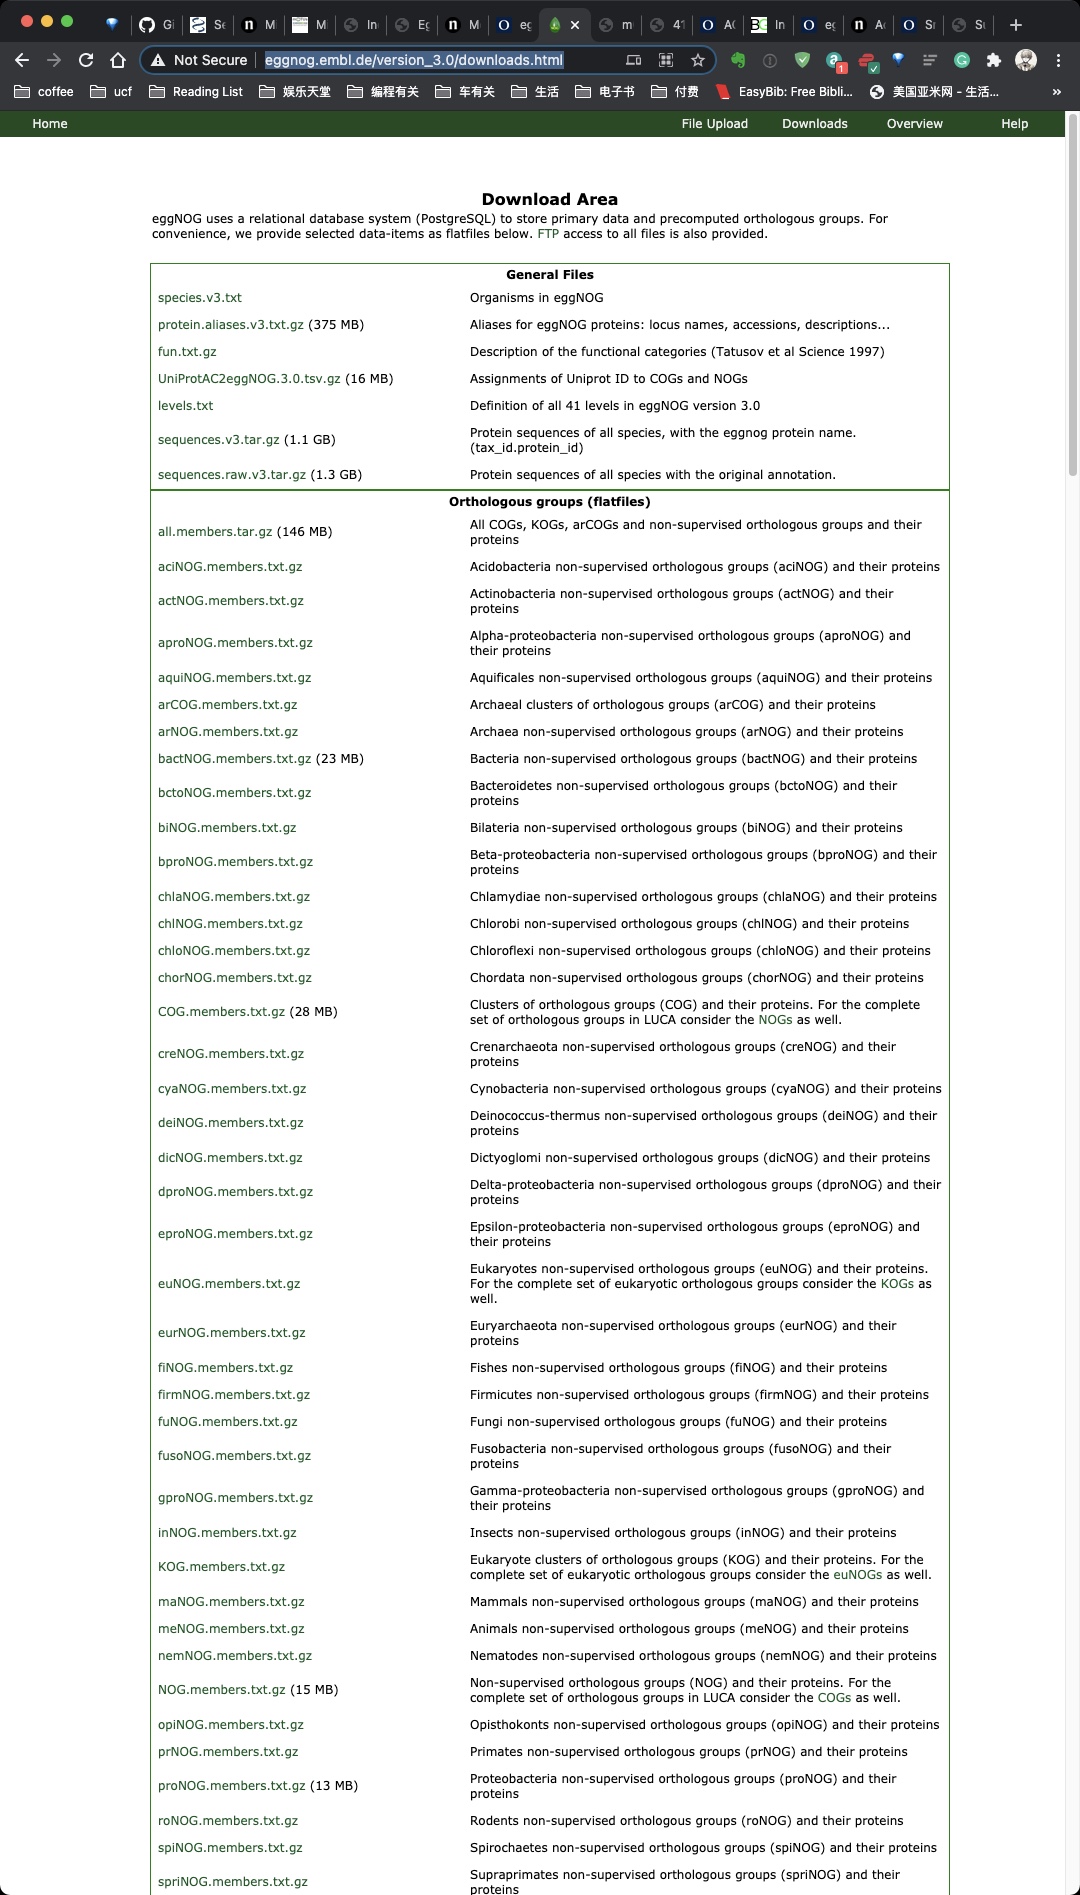 Gi
Se
Mi
M
In
Eg
M
eg
m
41
A(
In
eg
Ac
Sr
Su
Not Secure
eggnog.embl.de/version_3.0/downloads.html
coffee
ucf
Reading List
娱乐天堂
编程有关
车有关
生活
电子书
付费
EasyBib: Free Bibli...
美国亚米网 - 生活...
»
Home
File Upload
Downloads
Overview
Help
Download Area
eggNOG uses a relational database system (PostgreSQL) to store primary data and precomputed orthologous groups. For
convenience, we provide selected data-items as flatfiles below. FTP access to all files is also provided.
General Files
species.v3.txt
Organisms in eggNOG
protein.aliases.v3.txt.gz (375 MB)
Aliases for eggNOG proteins: locus names, accessions, descriptions...
fun.txt.gz
Description of the functional categories (Tatusov et al Science 1997)
UniProtAC2eggNOG.3.0.tsv.gz (16 MB)
Assignments of Uniprot ID to COGs and NOGs
levels.txt
Definition of all 41 levels in eggNOG version 3.0
sequences.v3.tar.gz (1.1 GB)
Protein sequences of all species, with the eggnog protein name.
(tax_id.protein_id)
sequences.raw.v3.tar.gz (1.3 GB)
Protein sequences of all species with the original annotation.
Orthologous groups (flatfiles)
all.members.tar.gz (146 MB)
All COGs, KOGs, arCOGs and non-supervised orthologous groups and their
proteins
aciNOG.members.txt.gz
Acidobacteria non-supervised orthologous groups (aciNOG) and their proteins
actNOG.members.txt.gz
Actinobacteria non-supervised orthologous groups (actNOG) and their
proteins
aproNOG.members.txt.gz
Alpha-proteobacteria non-supervised orthologous groups (aproNOG) and
their proteins
aquiNOG.members.txt.gz
Aquificales non-supervised orthologous groups (aquiNOG) and their proteins
arCOG.members.txt.gz
Archaeal clusters of orthologous groups (arCOG) and their proteins
arNOG.members.txt.gz
Archaea non-supervised orthologous groups (arNOG) and their proteins
bactNOG.members.txt.gz (23 MB)
Bacteria non-supervised orthologous groups (bactNOG) and their proteins
bctoNOG.members.txt.gz
Bacteroidetes non-supervised orthologous groups (bctoNOG) and their
proteins
biNOG.members.txt.gz
Bilateria non-supervised orthologous groups (biNOG) and their proteins
bproNOG.members.txt.gz
Beta-proteobacteria non-supervised orthologous groups (bproNOG) and their
proteins
chlaNOG.members.txt.gz
Chlamydiae non-supervised orthologous groups (chlaNOG) and their proteins
chlNOG.members.txt.gz
Chlorobi non-supervised orthologous groups (chlNOG) and their proteins
chloNOG.members.txt.gz
Chloroflexi non-supervised orthologous groups (chloNOG) and their proteins
chorNOG.members.txt.gz
Chordata non-supervised orthologous groups (chorNOG) and their proteins
COG.members.txt.gz (28 MB)
Clusters of orthologous groups (COG) and their proteins. For the complete
set of orthologous groups in LUCA consider the NOGs as well.
creNOG.members.txt.gz
Crenarchaeota non-supervised orthologous groups (creNOG) and their
proteins
cyaNOG.members.txt.gz
Cynobacteria non-supervised orthologous groups (cyaNOG) and their proteins
deiNOG.members.txt.gz
Deinococcus-thermus non-supervised orthologous groups (deiNOG) and their
proteins
dicNOG.members.txt.gz
Dictyoglomi non-supervised orthologous groups (dicNOG) and their proteins
dproNOG.members.txt.gz
Delta-proteobacteria non-supervised orthologous groups (dproNOG) and their
proteins
eproNOG.members.txt.gz
Epsilon-proteobacteria non-supervised orthologous groups (eproNOG) and
their proteins
euNOG.members.txt.gz
Eukaryotes non-supervised orthologous groups (euNOG) and their proteins.
For the complete set of eukaryotic orthologous groups consider the KOGs as
well.
eurNOG.members.txt.gz
Euryarchaeota non-supervised orthologous groups (eurNOG) and their
proteins
fiNOG.members.txt.gz
Fishes non-supervised orthologous groups (fiNOG) and their proteins
firmNOG.members.txt.gz
Firmicutes non-supervised orthologous groups (firmNOG) and their proteins
fuNOG.members.txt.gz
Fungi non-supervised orthologous groups (fuNOG) and their proteins
fusoNOG.members.txt.gz
Fusobacteria non-supervised orthologous groups (fusoNOG) and their
proteins
gproNOG.members.txt.gz
Gamma-proteobacteria non-supervised orthologous groups (gproNOG) and
their proteins
inNOG.members.txt.gz
Insects non-supervised orthologous groups (inNOG) and their proteins
KOG.members.txt.gz
Eukaryote clusters of orthologous groups (KOG) and their proteins. For the
complete set of eukaryotic orthologous groups consider the euNOGs as well.
maNOG.members.txt.gz
Mammals non-supervised orthologous groups (maNOG) and their proteins
meNOG.members.txt.gz
Animals non-supervised orthologous groups (meNOG) and their proteins
nemNOG.members.txt.gz
Nematodes non-supervised orthologous groups (nemNOG) and their proteins
NOG.members.txt.gz (15 MB)
Non-supervised orthologous groups (NOG) and their proteins. For the
complete set of orthologous groups in LUCA consider the COGs as well.
opiNOG.members.txt.gz
Opisthokonts non-supervised orthologous groups (opiNOG) and their proteins
prNOG.members.txt.gz
Primates non-supervised orthologous groups (prNOG) and their proteins
proNOG.members.txt.gz (13 MB)
Proteobacteria non-supervised orthologous groups (proNOG) and their
proteins
roNOG.members.txt.gz
Rodents non-supervised orthologous groups (roNOG) and their proteins
spiNOG.members.txt.gz
Spirochaetes non-supervised orthologous groups (spiNOG) and their proteins
spriNOG.members.txt.gz
Supraprimates non-supervised orthologous groups (spriNOG) and their
proteins